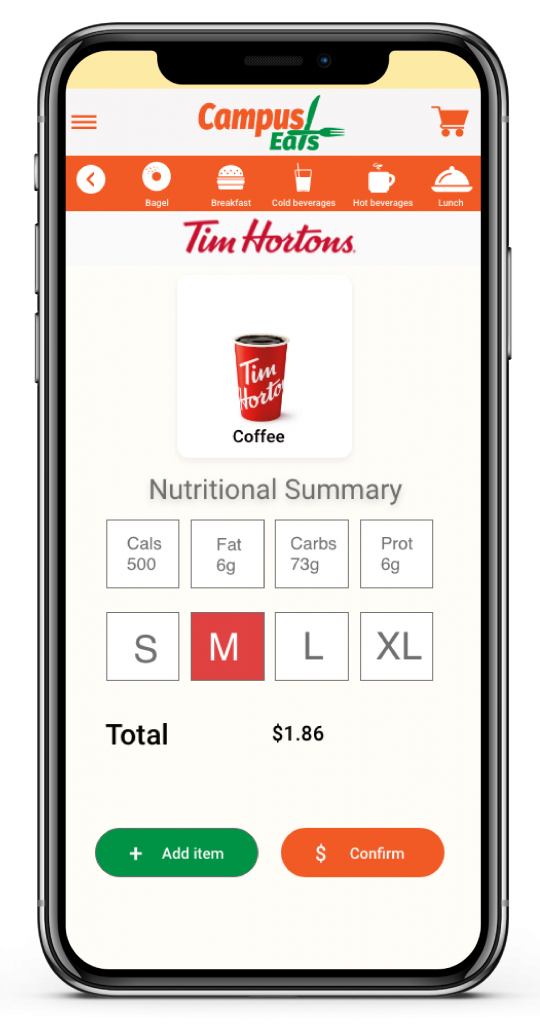 Campus
Eats
Bagel
Breakfast
Cold beverages
Hot beverages
Lunch
Tim Hortons.
Tim
Horto
Coffee
Nutritional Summary
Cals
500
Fat
6g
Carbs
73g
Prot
6g
S
M
L
XL
Total
$1.86
+ Add item
$ Confirm